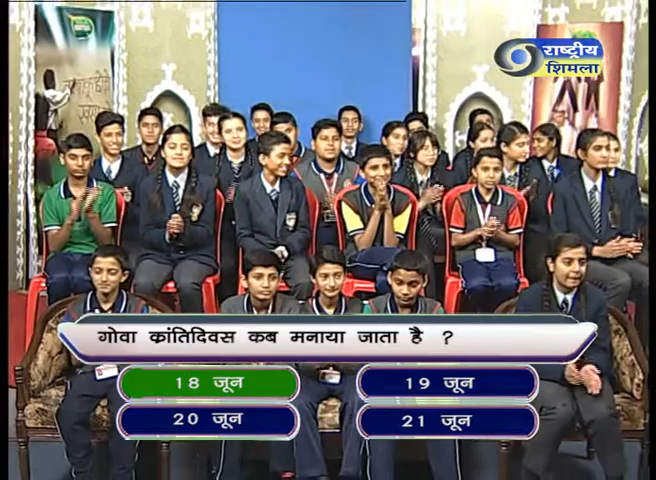 राष्ट्रीय
शिमला
गोवा क्रांतिदिवस कब मनाया जाता है ?
18 जून
19 जून
20 जून
21 जून